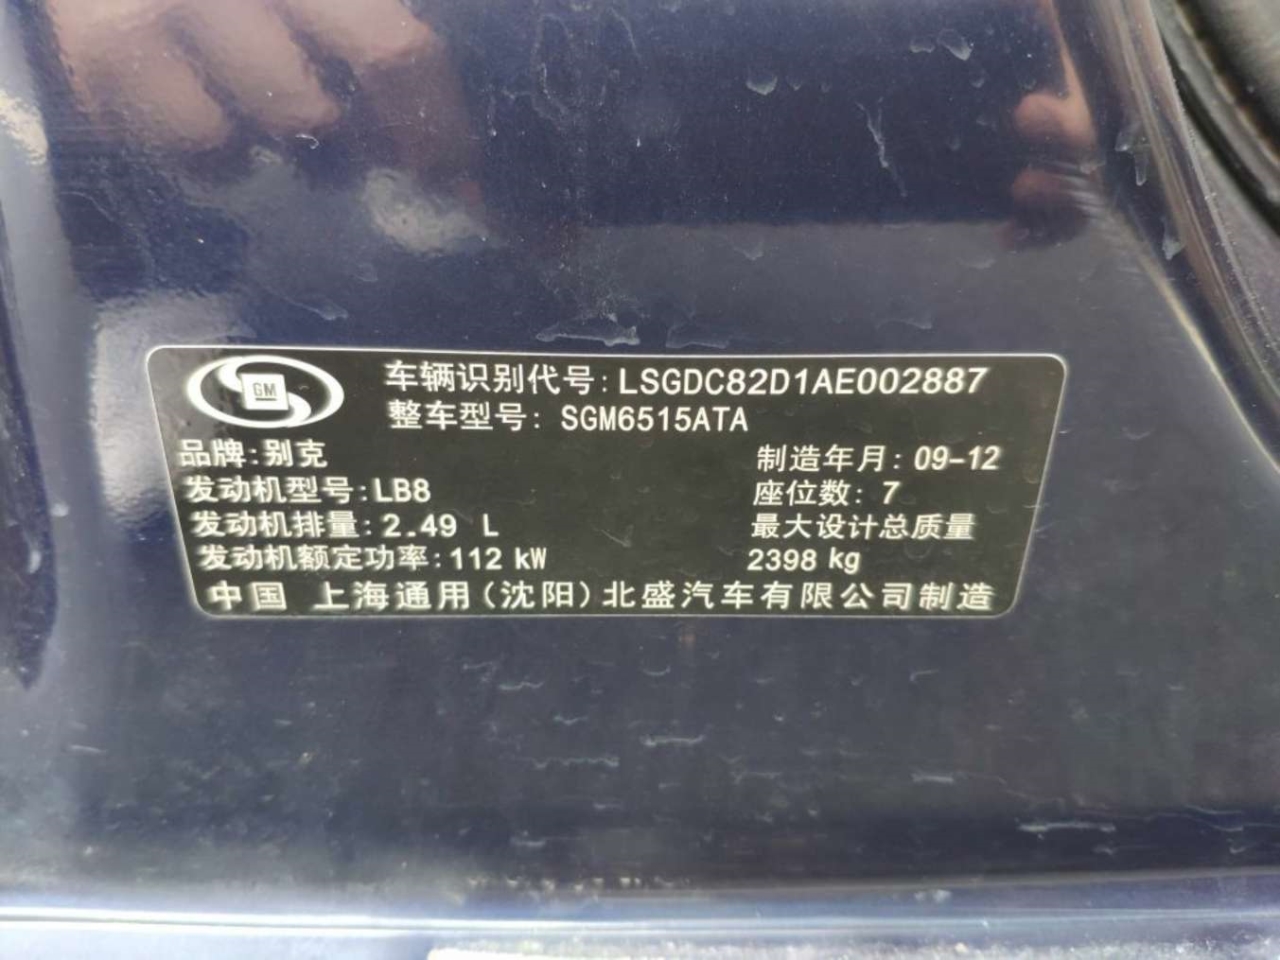 GM
车辆识别代号: LSGDC82D1AE002887
整车型号: SGM6515ATA
品牌: 别克
制造年月: 09-12
发动机型号: LB8
座位数: 7
发动机排量: 2.49 L
最大设计总质量
发动机额定功率: 112 kW
2398 kg
中国 上海通用(沈阳)北盛汽车有限公司制造